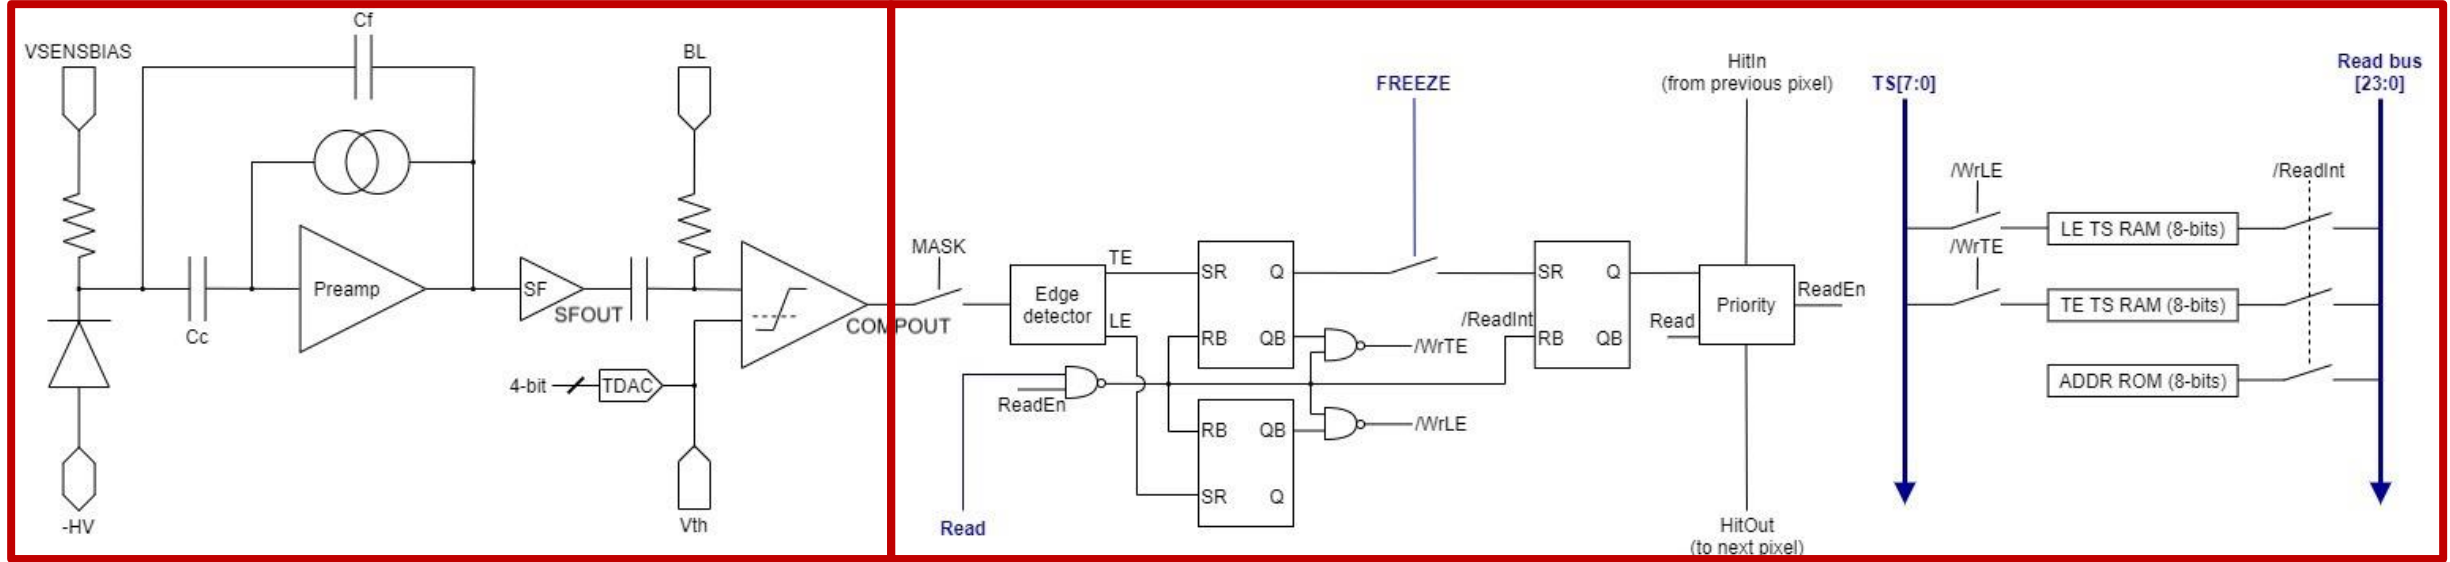 Cf
VSENSBIAS
BL
Preamp
SF
SFOUT
Cc
COMPOUT
4-bit
TDAC
-HV
Vth
MASK
Edge
detector
TE
LE
ReadEn
Read
SR
Q
RB
QB
RB
QB
SR
Q
FREEZE
/WrTE
/WrLE
/ReadInt
SR
Q
RB
QB
HitIn
(from previous pixel)
Read
Priority
ReadEn
HitOut
(to next pixel)
TS[7:0]
Read bus
[23:0]
/WrLE
/ReadInt
LE TS RAM (8-bits)
/WrTE
TE TS RAM (8-bits)
ADDR ROM (8-bits)